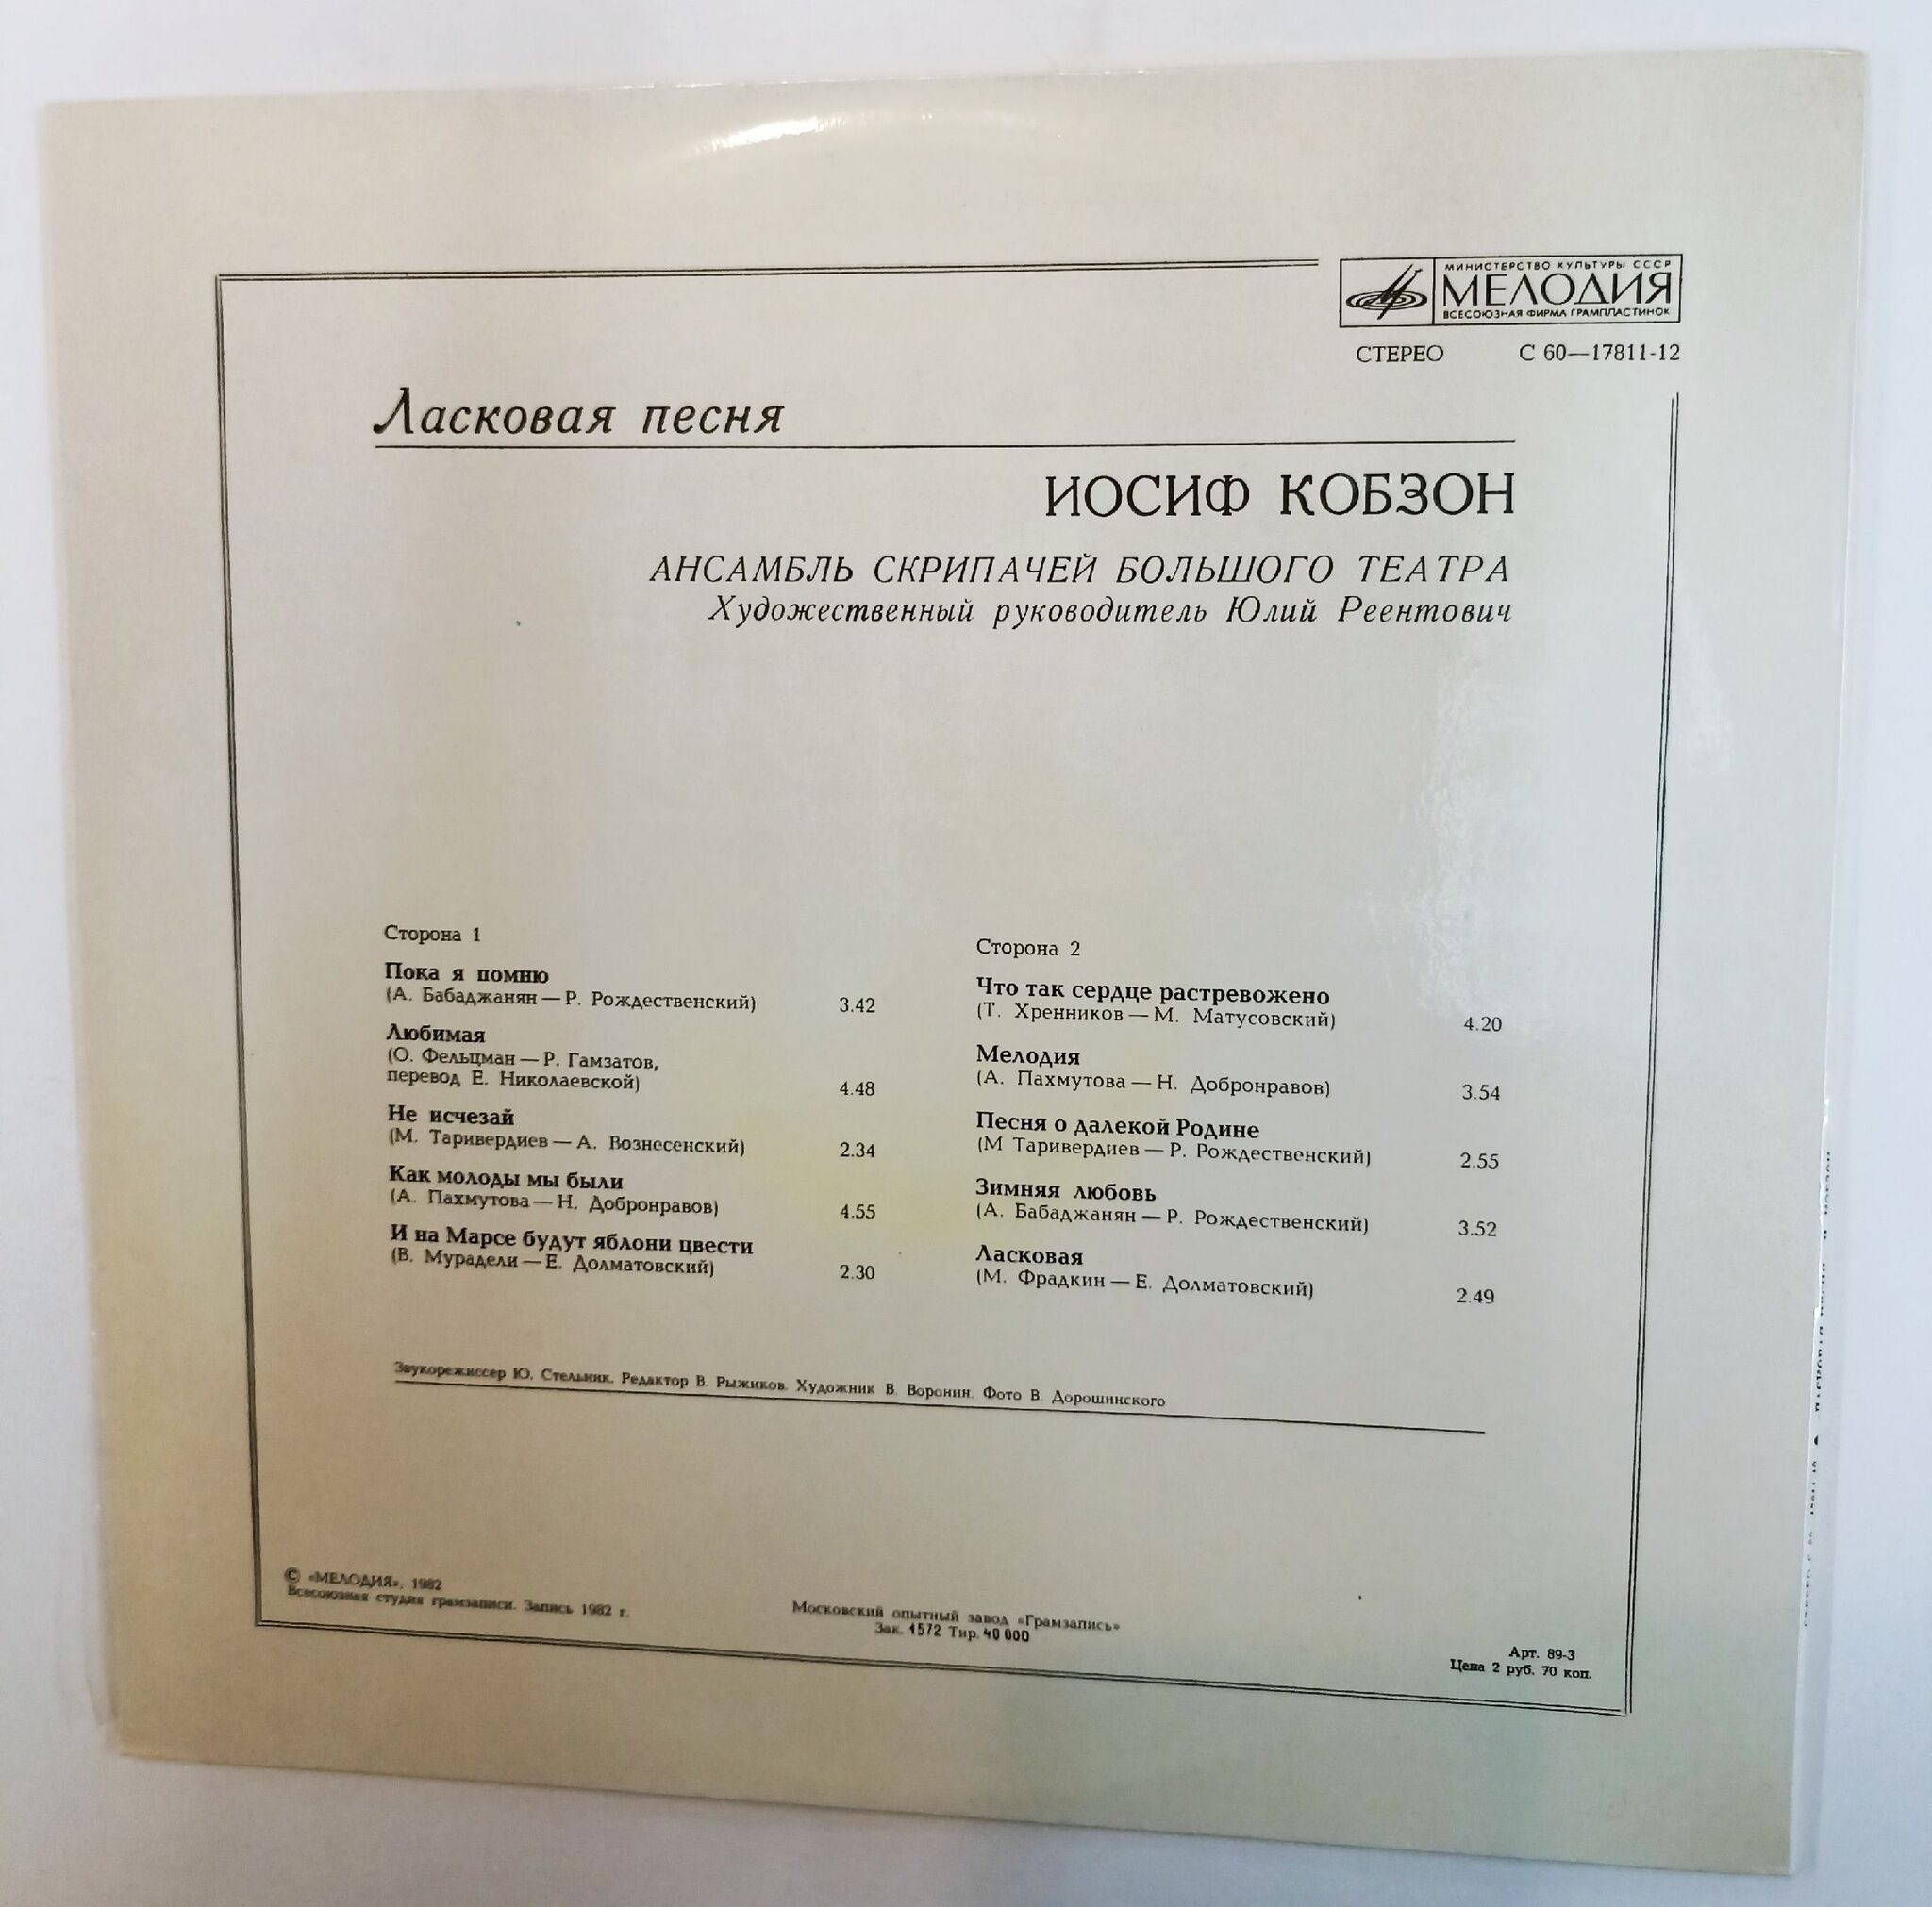 МИНИСТЕРСТВО КУЛЬТУРЫ СССР
МЕЛОДИЯ
ВСЕСОЮЗНАЯ ФИРМА ГРАМПЛАСТИНОК
СТЕРЕО С 60—17811-12
Ласковая песня
ИОСИФ КОБЗОН
АНСАМБЛЬ СКРИПАЧЕЙ БОЛЬШОГО ТЕАТРА
Художественный руководитель Юлий Реентович
Сторона 1
Пока я помню
(А. Бабаджанян — Р. Рождественский) 3.42
Любимая
(О. Фельцман — Р. Гамзатов,
перевод Е. Николаевской) 4.48
Не исчезай
(М. Таривердиев — А. Вознесенский) 2.34
Как молоды мы были
(А. Пахмутова — Н. Добронравов) 4.55
И на Марсе будут яблони цвести
(В. Мурадели — Е. Долматовский) 2.30
Сторона 2
Что так сердце растревожено
(Т. Хренников — М. Матусовский) 4.20
Мелодия
(А. Пахмутова — Н. Добронравов) 3.54
Песня о далекой Родине
(М Таривердиев — Р. Рождественский) 2.55
Зимняя любовь
(А. Бабаджанян — Р. Рождественский) 3.52
Ласковая
(М. Фрадкин — Е. Долматовский) 2.49
Звукорежиссер Ю. Стельник. Редактор В. Рыжиков. Художник В. Воронин. Фото В. Дорошинского
© «МЕЛОДИЯ», 1982
Всесоюзная студия грамзаписи. Запись 1982 г.
Московский опытный завод «Грамзапись»
Зак. 1572 Тир. 40 000
Арт. 89-3
Цена 2 руб. 70 коп.